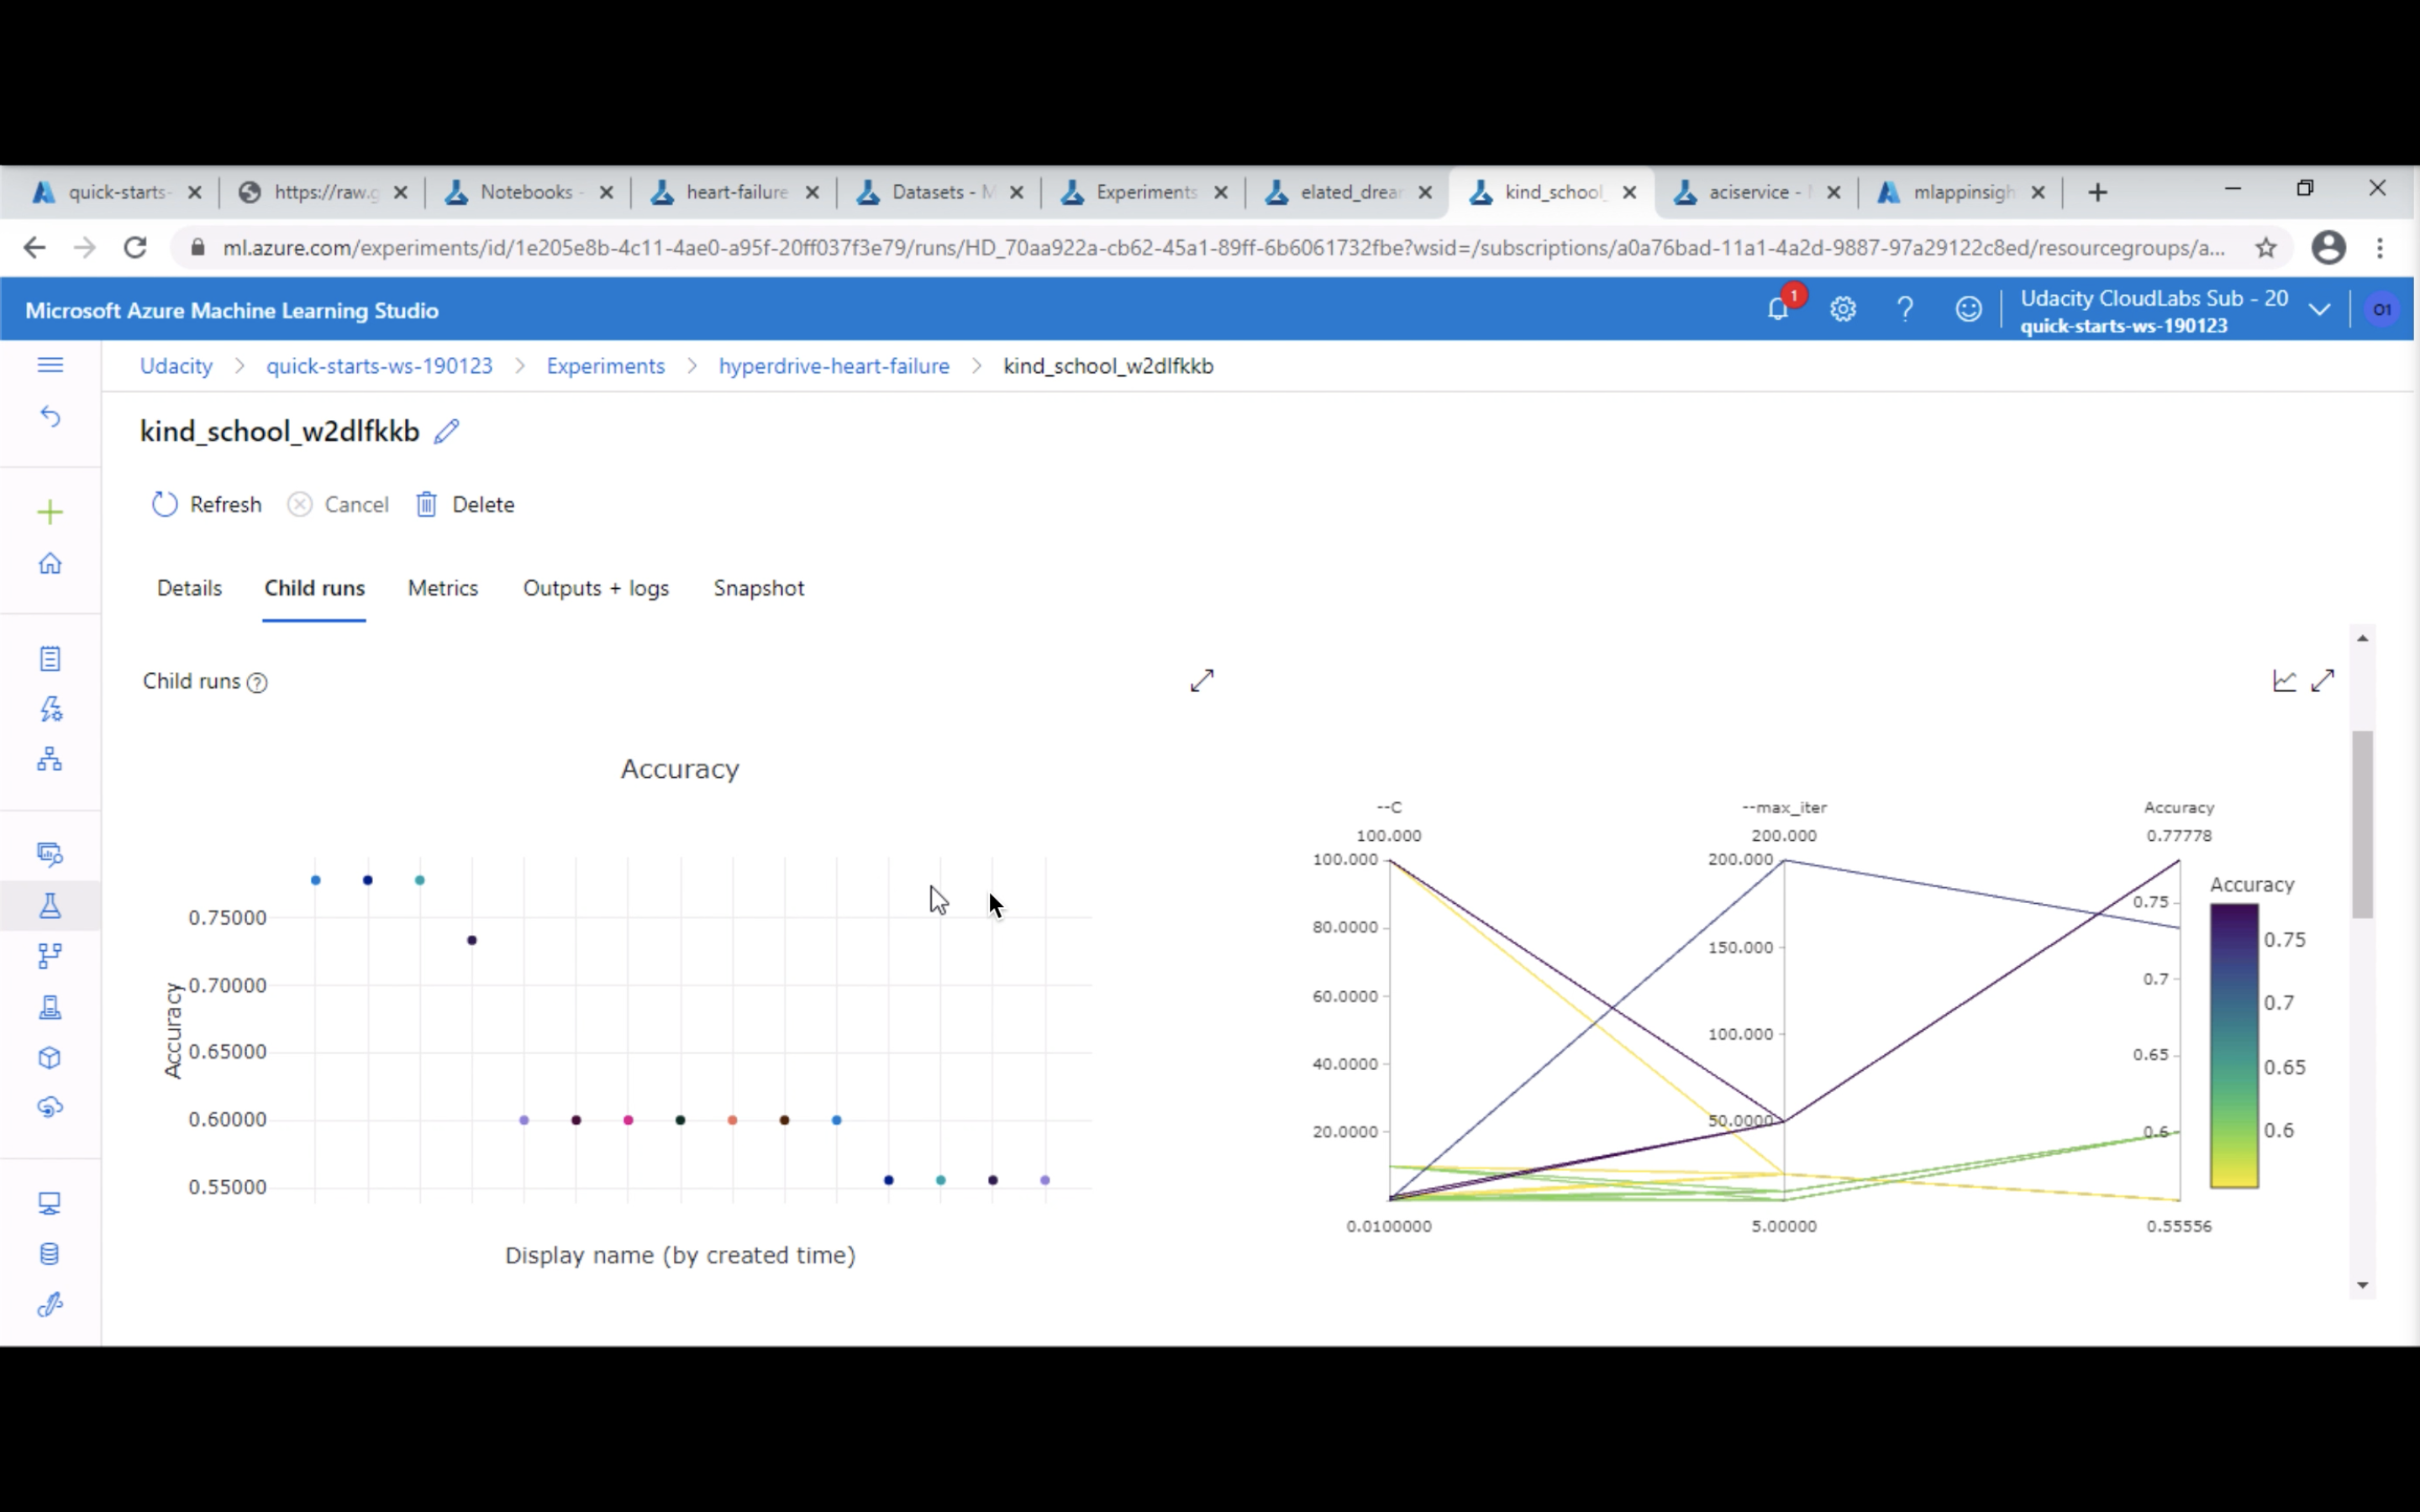 quick-starts-
https://raw.g
Notebooks -
heart-failure
Datasets - M
Experiments
elated_drear
kind_school_
aciservice -
mlappinsigh
ml.azure.com/experiments/id/1e205e8b-4c11-4ae0-a95f-20ff037f3e79/runs/HD_70aa922a-cb62-45a1-89ff-6b6061732fbe?wsid=/subscriptions/a0a76bad-11a1-4a2d-9887-97a29122c8ed/resourcegroups/a...
Microsoft Azure Machine Learning Studio
1
Udacity CloudLabs Sub - 20
quick-starts-ws-190123
O1
Udacity > quick-starts-ws-190123 > Experiments > hyperdrive-heart-failure > kind_school_w2dlfkkb
kind_school_w2dlfkkb
Refresh Cancel Delete
Details Child runs Metrics Outputs + logs Snapshot
Child runs
Accuracy
0.75000
0.70000
0.65000
0.60000
0.55000
Accuracy
Display name (by created time)
--C
100.000
100.000
80.0000
60.0000
40.0000
20.0000
0.0100000
--max_iter
200.000
200.000
150.000
100.000
50.0000
5.00000
Accuracy
0.77778
0.75
0.7
0.65
0.6
0.55556
Accuracy
0.75
0.7
0.65
0.6